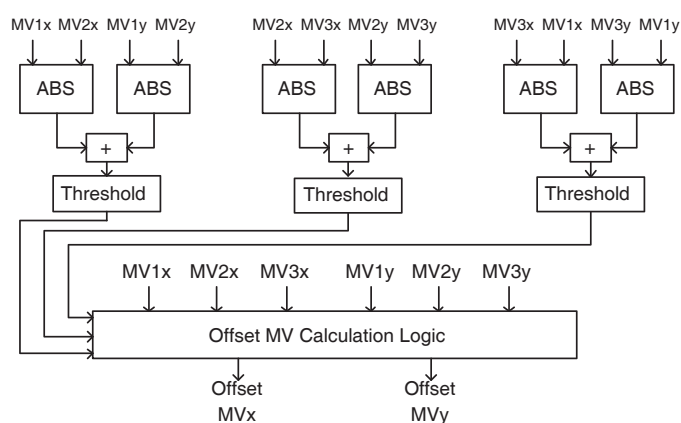 MV1x MV2x MV1y MV2y MV2x MV3x MV2y MV3y MV3x MV1x MV3y MV1y
ABS ABS ABS ABS ABS ABS
+ + +
Threshold Threshold Threshold
MV1x MV2x MV3x MV1y MV2y MV3y
Offset MV Calculation Logic
Offset Offset
MVx MVy